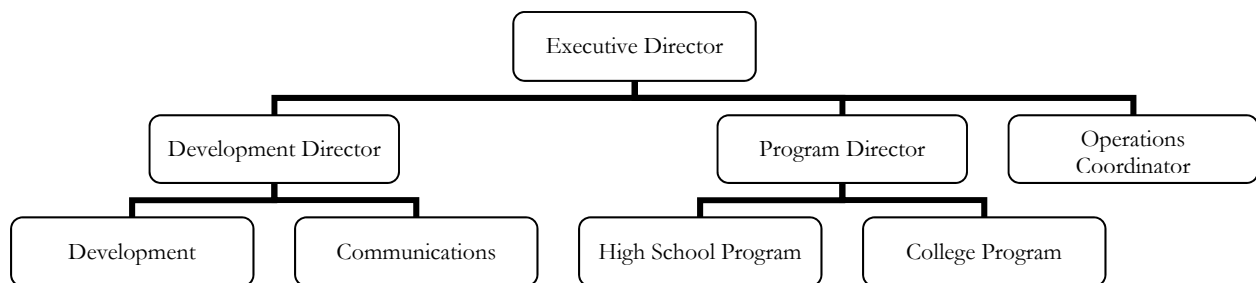 Executive Director
Development Director
Program Director
Operations
Coordinator
Development
Communications
High School Program
College Program